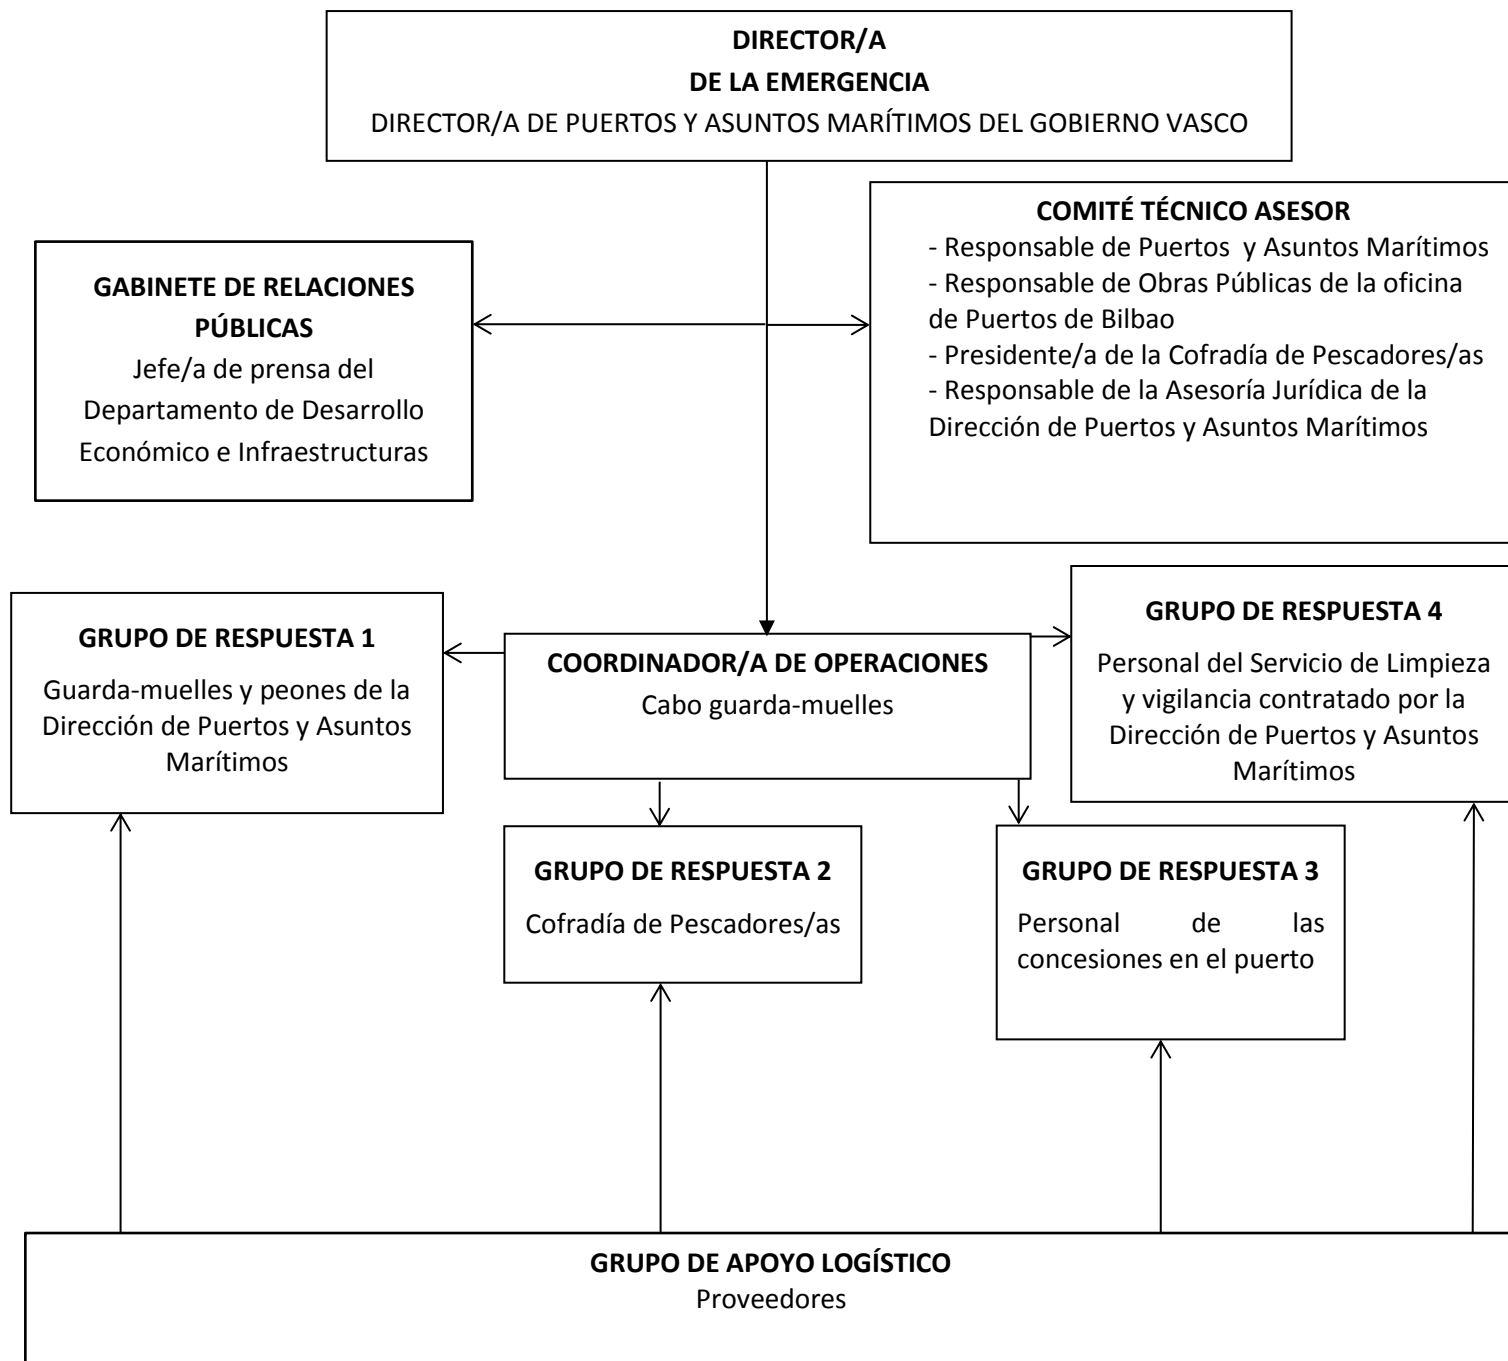 DIRECTOR/A
DE LA EMERGENCIA
DIRECTOR/A DE PUERTOS Y ASUNTOS MARÍTIMOS DEL GOBIERNO VASCO
COMITÉ TÉCNICO ASESOR
- Responsable de Puertos y Asuntos Marítimos
- Responsable de Obras Públicas de la oficina
de Puertos de Bilbao
- Presidente/a de la Cofradía de Pescadores/as
- Responsable de la Asesoría Jurídica de la
Dirección de Puertos y Asuntos Marítimos
GABINETE DE RELACIONES
PÚBLICAS
Jefe/a de prensa del
Departamento de Desarrollo
Económico e Infraestructuras
GRUPO DE RESPUESTA 1
Guarda-muelles y peones de la
Dirección de Puertos y Asuntos
Marítimos
COORDINADOR/A DE OPERACIONES
Cabo guarda-muelles
GRUPO DE RESPUESTA 4
Personal del Servicio de Limpieza
y vigilancia contratado por la
Dirección de Puertos y Asuntos
Marítimos
GRUPO DE RESPUESTA 2
Cofradía de Pescadores/as
GRUPO DE RESPUESTA 3
Personal de las
concesiones en el puerto
GRUPO DE APOYO LOGÍSTICO
Proveedores